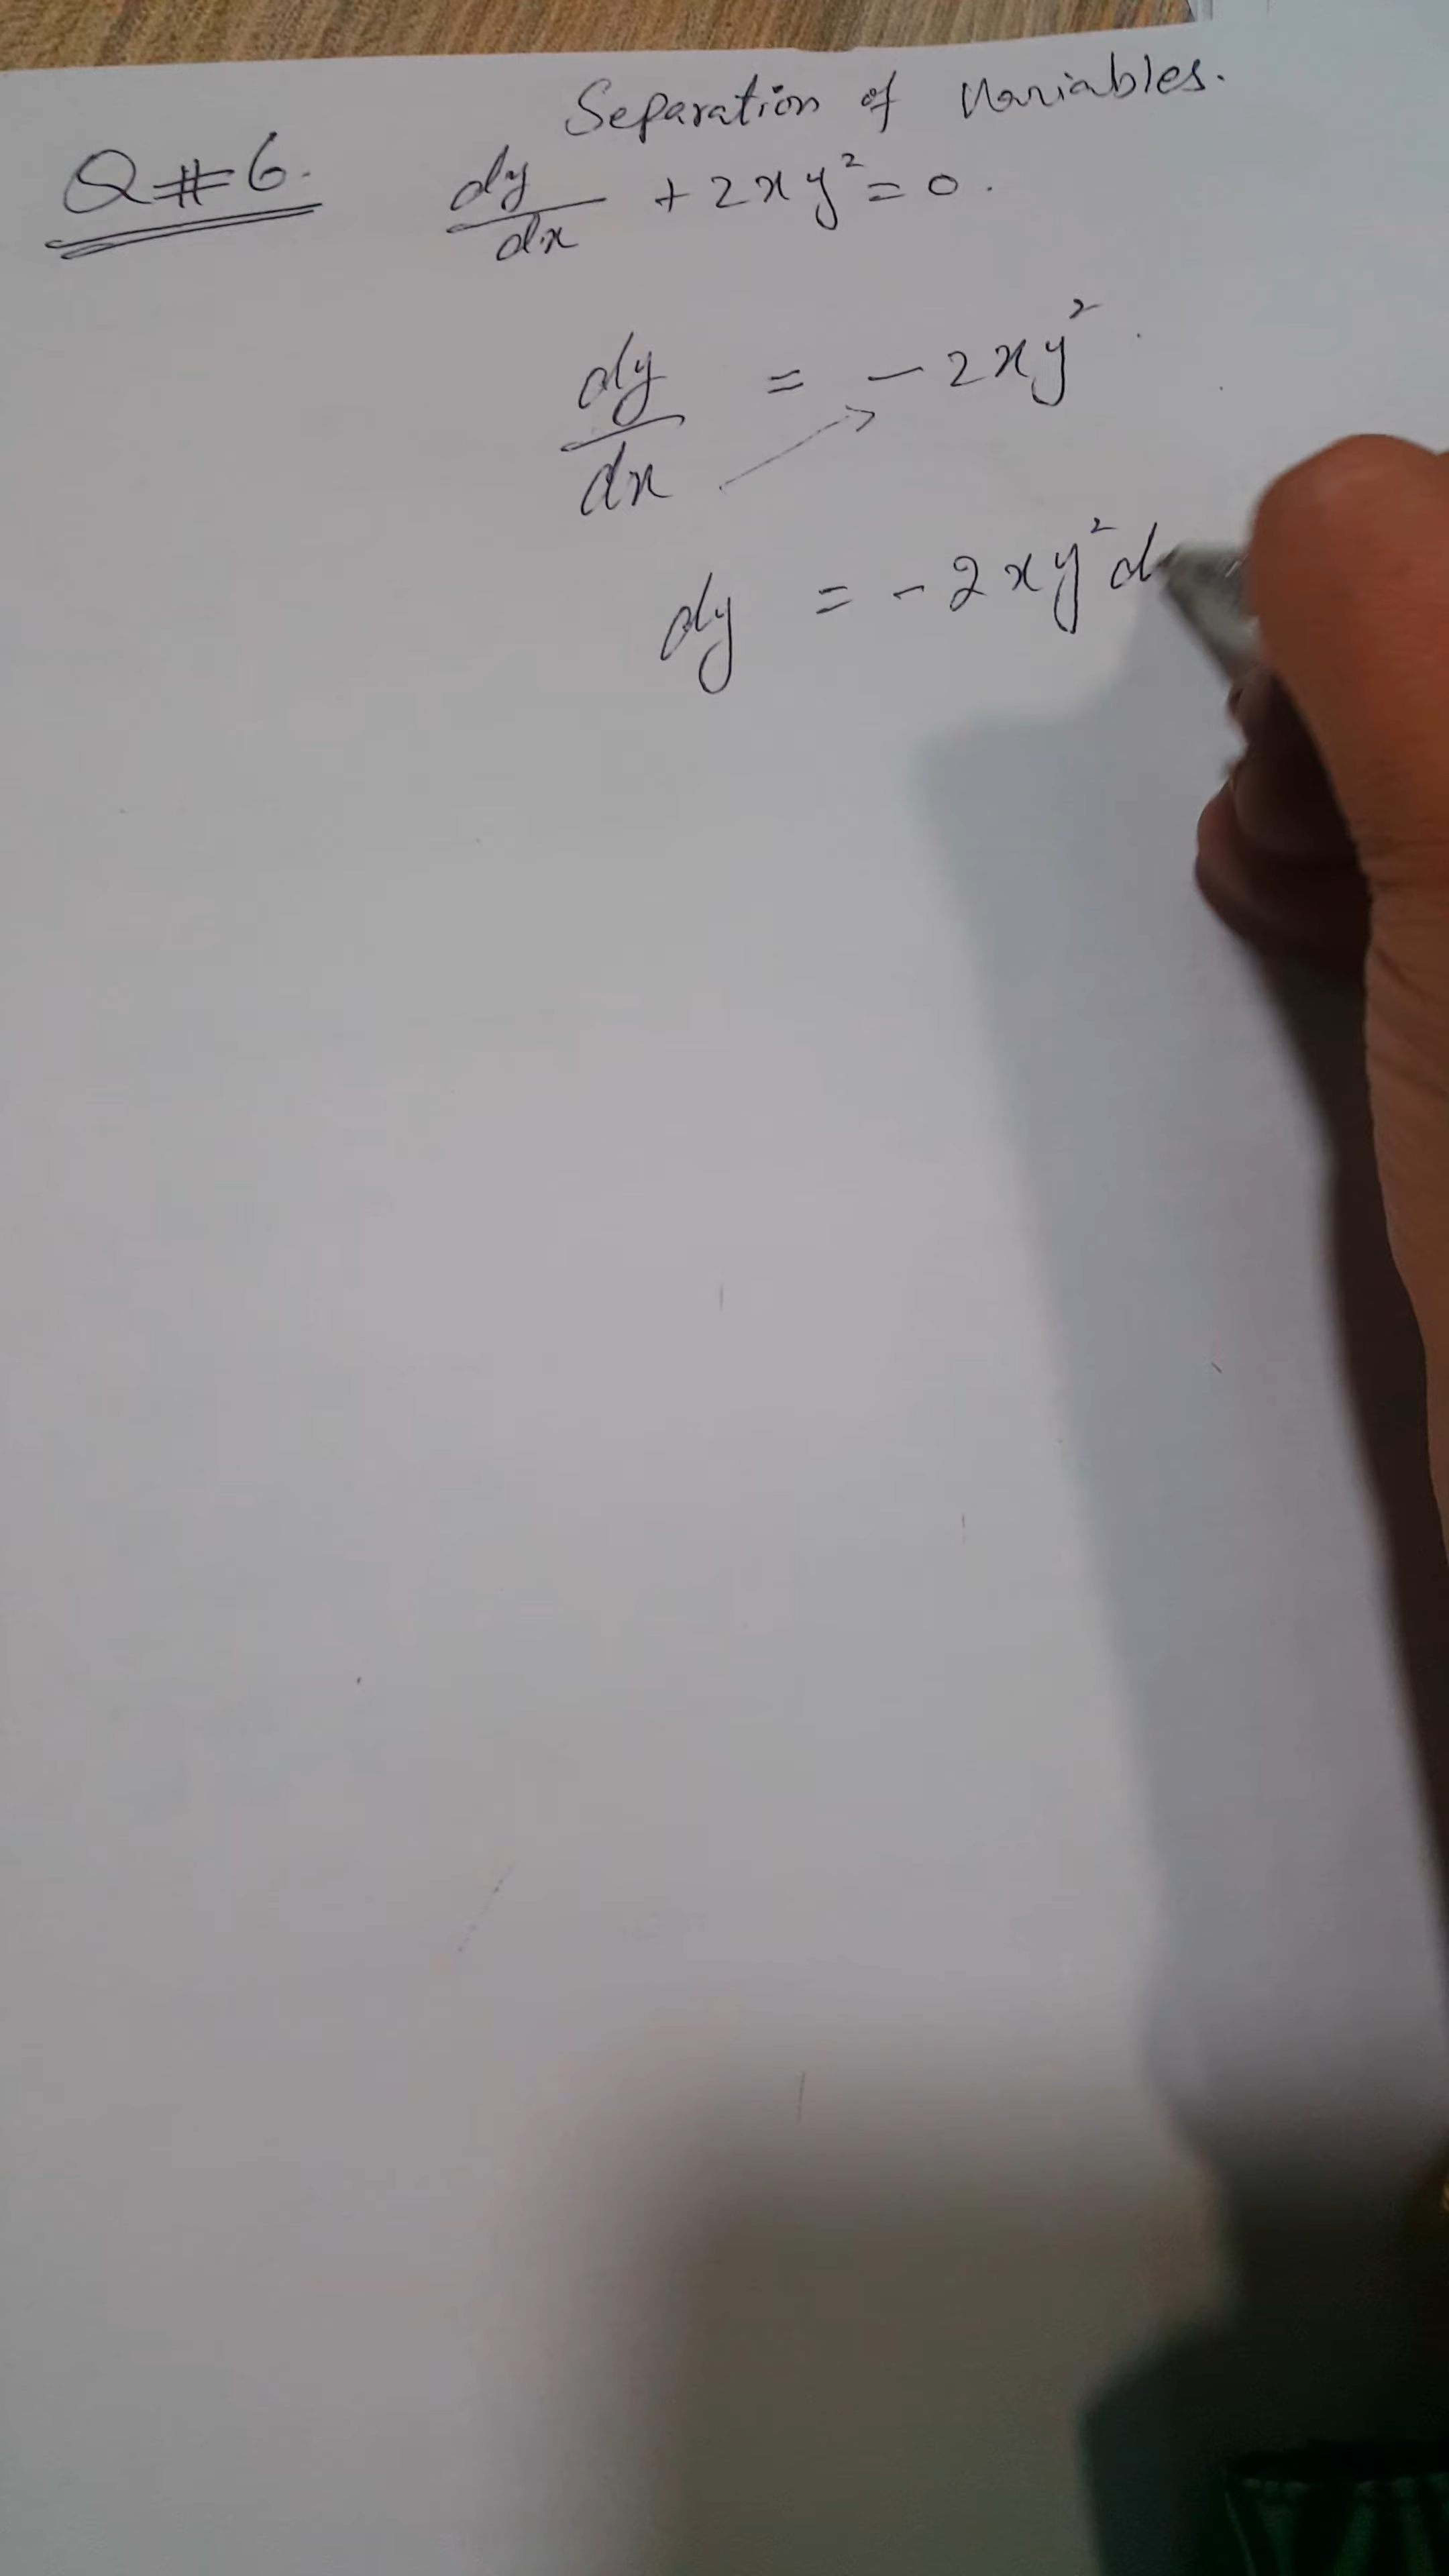 Separation of Variables.
Q#6. dy/dx + 2xy² = 0.
dy/dx = -2xy².
dy = -2xy²d